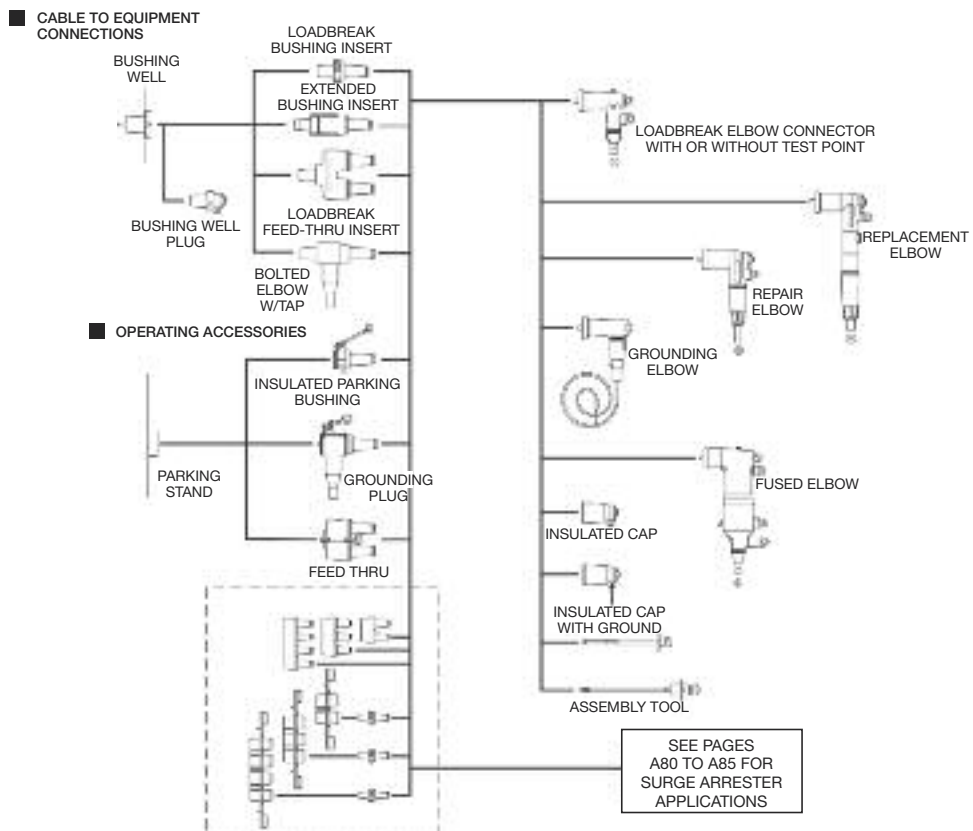 CABLE TO EQUIPMENT
CONNECTIONS
BUSHING
WELL
LOADBREAK
BUSHING INSERT
EXTENDED
BUSHING INSERT
BUSHING WELL
PLUG
LOADBREAK
FEED-THRU INSERT
BOLTED
ELBOW
W/TAP
LOADBREAK ELBOW CONNECTOR
WITH OR WITHOUT TEST POINT
REPLACEMENT
ELBOW
REPAIR
ELBOW
GROUNDING
ELBOW
OPERATING ACCESSORIES
INSULATED PARKING
BUSHING
PARKING
STAND
GROUNDING
PLUG
FEED THRU
FUSED ELBOW
INSULATED CAP
INSULATED CAP
WITH GROUND
ASSEMBLY TOOL
SEE PAGES
A80 TO A85 FOR
SURGE ARRESTER
APPLICATIONS